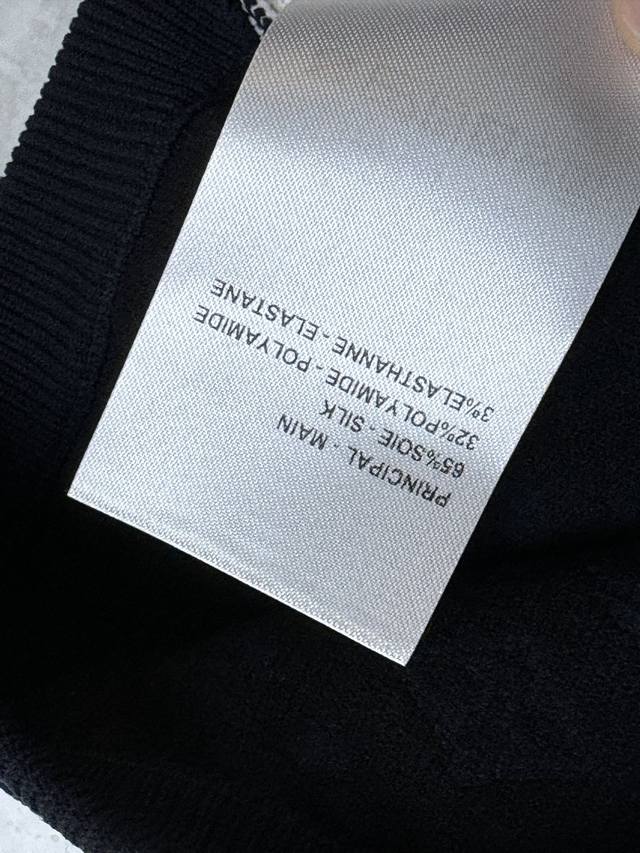 PRINCIPAL - MAIN
65%SOIE - SILK
32%POLYAMIDE - POLYAMIDE
3%ELASTHANNE - ELASTANE